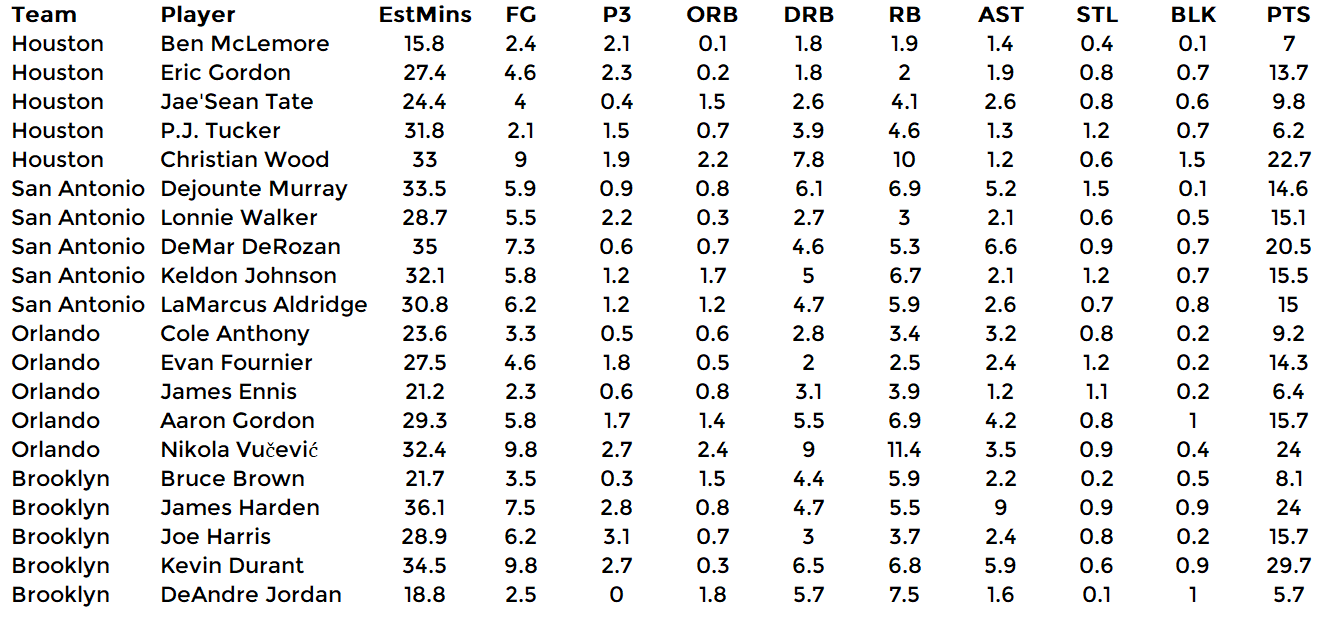 Team Player EstMins FG P3 ORB DRB RB AST STL BLK PTS
Houston Ben McLemore 15.8 2.4 2.1 0.1 1.8 1.9 1.4 0.4 0.1 7
Houston Eric Gordon 27.4 4.6 2.3 0.2 1.8 2 1.9 0.8 0.7 13.7
Houston Jae'Sean Tate 24.4 4 0.4 1.5 2.6 4.1 2.6 0.8 0.6 9.8
Houston P.J. Tucker 31.8 2.1 1.5 0.7 3.9 4.6 1.3 1.2 0.7 6.2
Houston Christian Wood 33 9 1.9 2.2 7.8 10 1.2 0.6 1.5 22.7
San Antonio Dejounte Murray 33.5 5.9 0.9 0.8 6.1 6.9 5.2 1.5 0.1 14.6
San Antonio Lonnie Walker 28.7 5.5 2.2 0.3 2.7 3 2.1 0.6 0.5 15.1
San Antonio DeMar DeRozan 35 7.3 0.6 0.7 4.6 5.3 6.6 0.9 0.7 20.5
San Antonio Keldon Johnson 32.1 5.8 1.2 1.7 5 6.7 2.1 1.2 0.7 15.5
San Antonio LaMarcus Aldridge 30.8 6.2 1.2 1.2 4.7 5.9 2.6 0.7 0.8 15
Orlando Cole Anthony 23.6 3.3 0.5 0.6 2.8 3.4 3.2 0.8 0.2 9.2
Orlando Evan Fournier 27.5 4.6 1.8 0.5 2 2.5 2.4 1.2 0.2 14.3
Orlando James Ennis 21.2 2.3 0.6 0.8 3.1 3.9 1.2 1.1 0.2 6.4
Orlando Aaron Gordon 29.3 5.8 1.7 1.4 5.5 6.9 4.2 0.8 1 15.7
Orlando Nikola Vučević 32.4 9.8 2.7 2.4 9 11.4 3.5 0.9 0.4 24
Brooklyn Bruce Brown 21.7 3.5 0.3 1.5 4.4 5.9 2.2 0.2 0.5 8.1
Brooklyn James Harden 36.1 7.5 2.8 0.8 4.7 5.5 9 0.9 0.9 24
Brooklyn Joe Harris 28.9 6.2 3.1 0.7 3 3.7 2.4 0.8 0.2 15.7
Brooklyn Kevin Durant 34.5 9.8 2.7 0.3 6.5 6.8 5.9 0.6 0.9 29.7
Brooklyn DeAndre Jordan 18.8 2.5 0 1.8 5.7 7.5 1.6 0.1 1 5.7